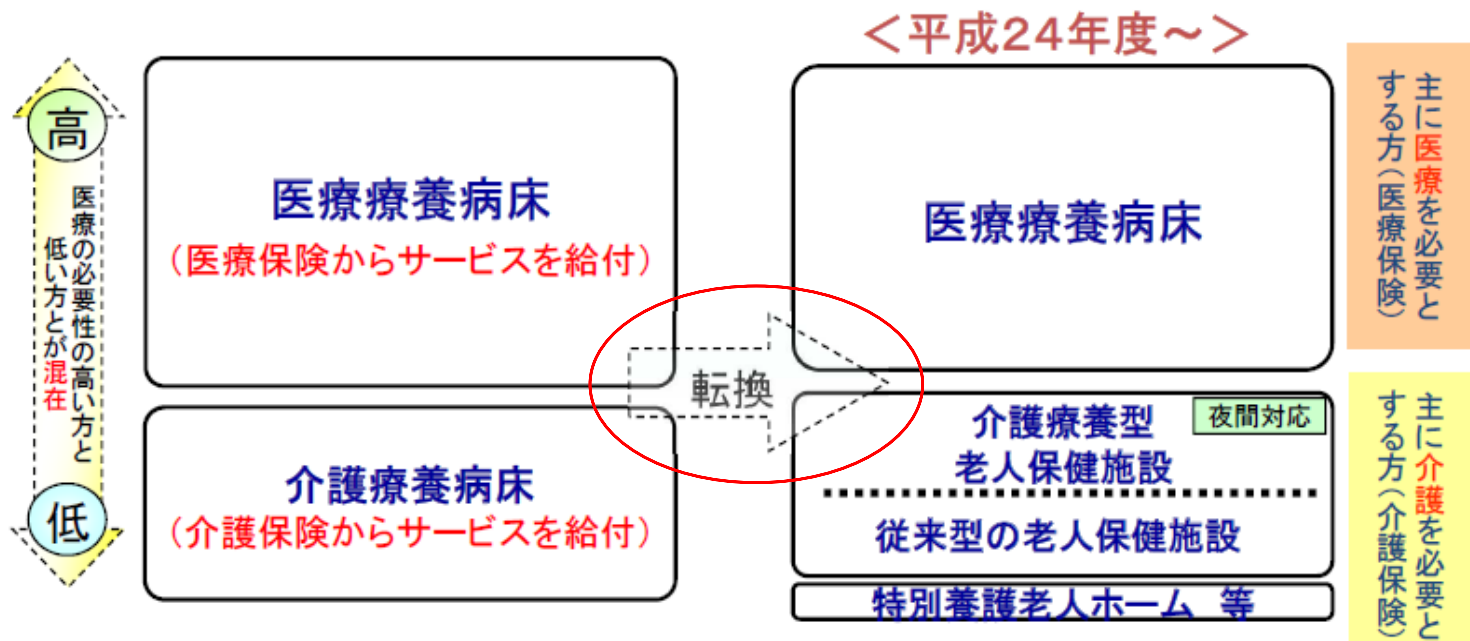 ＜平成24年度～＞
高
医療の必要性の高い方と
低い方とが混在
低
医療療養病床
（医療保険からサービスを給付）
介護療養病床
（介護保険からサービスを給付）
転換
医療療養病床
介護療養型
老人保健施設
夜間対応
従来型の老人保健施設
特別養護老人ホーム 等
主に医療を必要と
する方（医療保険）
主に介護を必要と
する方（介護保険）